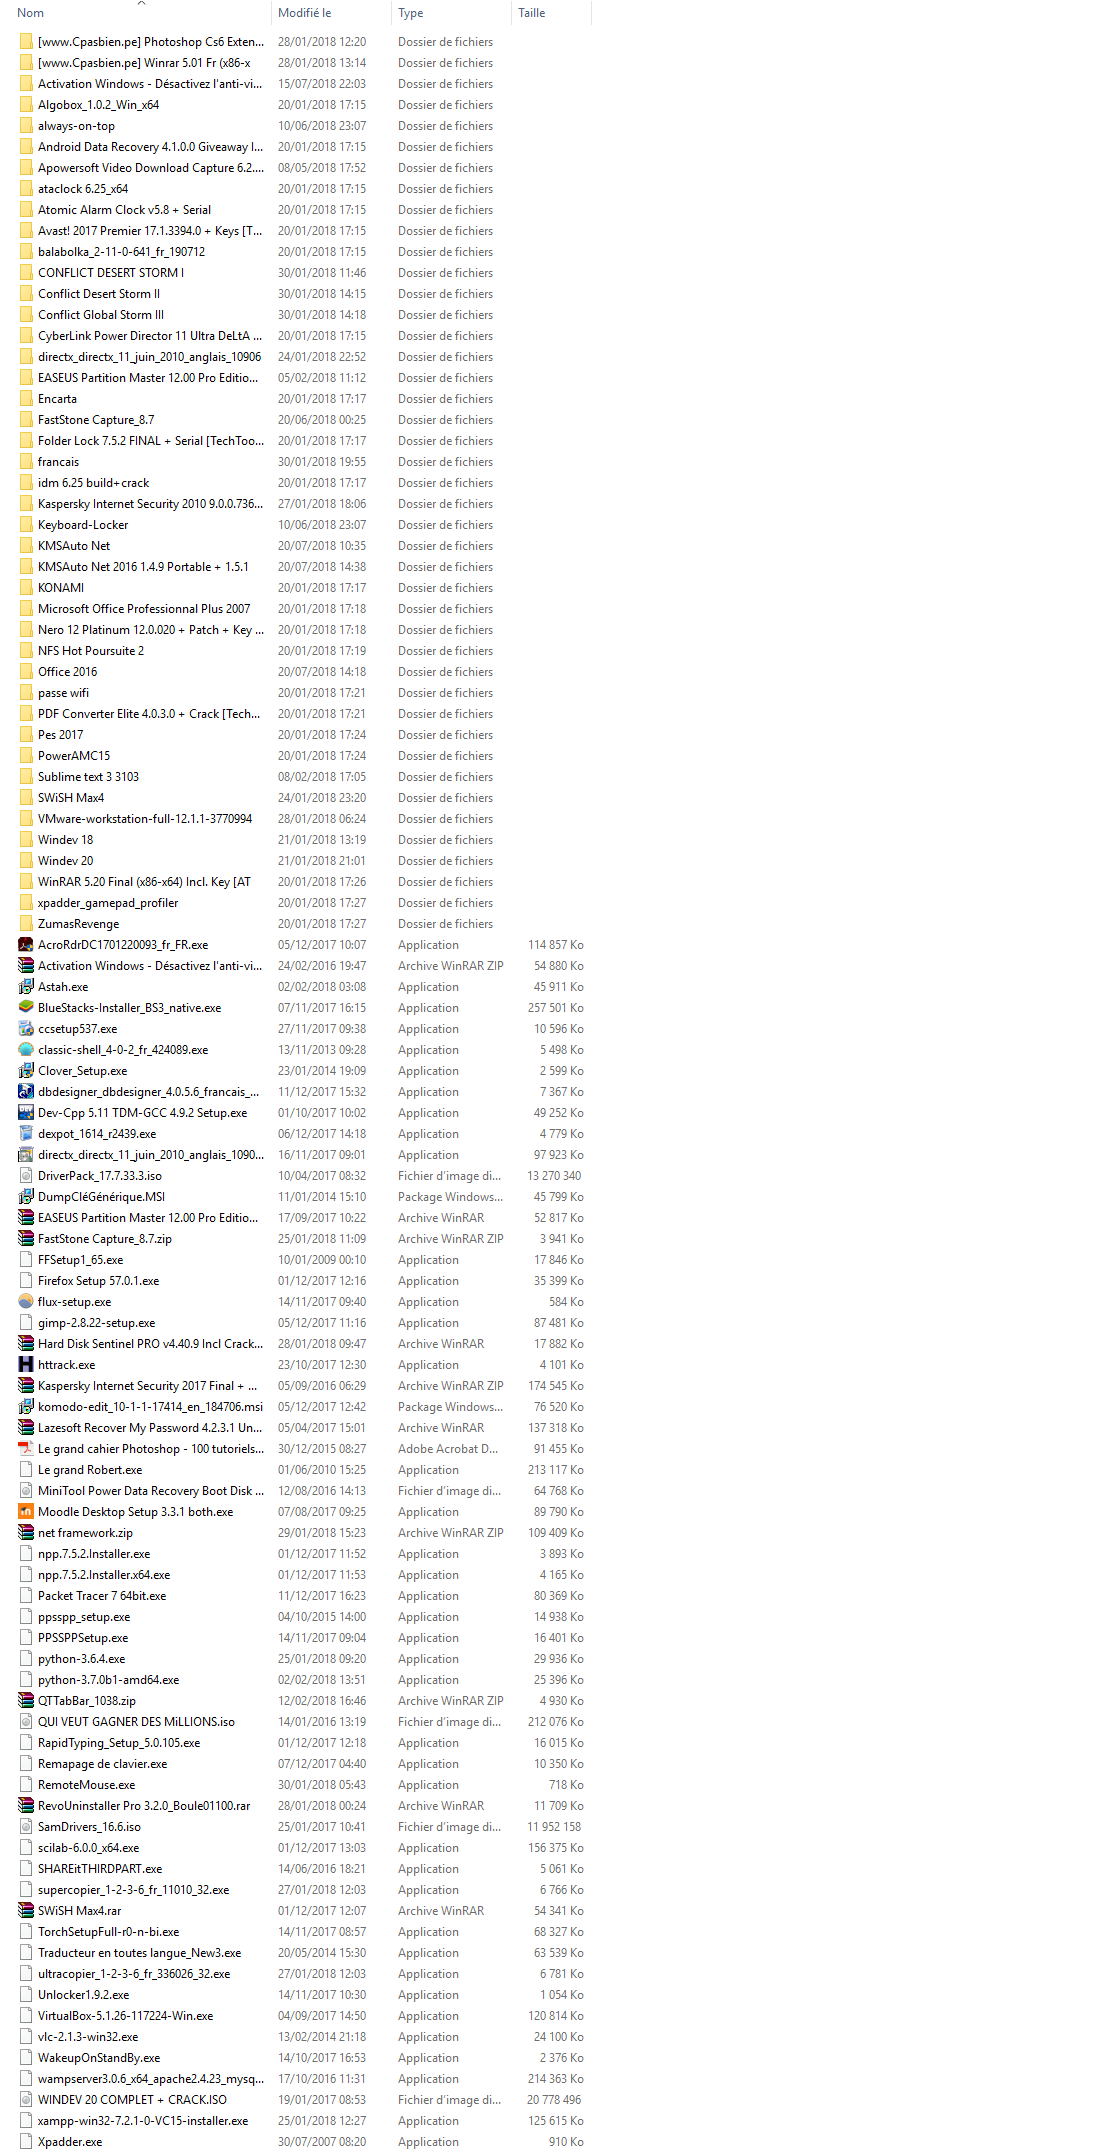 Nom Modifié le Type Taille
[www.Cpasbien.pe] Photoshop Cs6 Exten... 28/01/2018 12:20 Dossier de fichiers
[www.Cpasbien.pe] Winrar 5.01 Fr (x86-x 28/01/2018 13:14 Dossier de fichiers
Activation Windows - Désactivez l'anti-vi... 15/07/2018 22:03 Dossier de fichiers
Algobox_1.0.2_Win_x64 20/01/2018 17:15 Dossier de fichiers
always-on-top 10/06/2018 23:07 Dossier de fichiers
Android Data Recovery 4.1.0.0 Giveaway I... 20/01/2018 17:15 Dossier de fichiers
Apowersoft Video Download Capture 6.2.... 08/05/2018 17:52 Dossier de fichiers
ataclock 6.25_x64 20/01/2018 17:15 Dossier de fichiers
Atomic Alarm Clock v5.8 + Serial 20/01/2018 17:15 Dossier de fichiers
Avast! 2017 Premier 17.1.3394.0 + Keys [T... 20/01/2018 17:15 Dossier de fichiers
balabolka_2-11-0-641_fr_190712 20/01/2018 17:15 Dossier de fichiers
CONFLICT DESERT STORM I 30/01/2018 11:46 Dossier de fichiers
Conflict Desert Storm II 30/01/2018 14:15 Dossier de fichiers
Conflict Global Storm III 30/01/2018 14:18 Dossier de fichiers
CyberLink Power Director 11 Ultra DeLtA ... 20/01/2018 17:15 Dossier de fichiers
directx_directx_11_juin_2010_anglais_10906 24/01/2018 22:52 Dossier de fichiers
EASEUS Partition Master 12.00 Pro Editio... 05/02/2018 11:12 Dossier de fichiers
Encarta 20/01/2018 17:17 Dossier de fichiers
FastStone Capture_8.7 20/06/2018 00:25 Dossier de fichiers
Folder Lock 7.5.2 FINAL + Serial [TechToo... 20/01/2018 17:17 Dossier de fichiers
francais 30/01/2018 19:55 Dossier de fichiers
idm 6.25 build+crack 20/01/2018 17:17 Dossier de fichiers
Kaspersky Internet Security 2010 9.0.0.736... 27/01/2018 18:06 Dossier de fichiers
Keyboard-Locker 10/06/2018 23:07 Dossier de fichiers
KMSAuto Net 20/07/2018 10:35 Dossier de fichiers
KMSAuto Net 2016 1.4.9 Portable + 1.5.1 20/07/2018 14:38 Dossier de fichiers
KONAMI 20/01/2018 17:17 Dossier de fichiers
Microsoft Office Professionnal Plus 2007 20/01/2018 17:18 Dossier de fichiers
Nero 12 Platinum 12.0.020 + Patch + Key ... 20/01/2018 17:18 Dossier de fichiers
NFS Hot Poursuite 2 20/01/2018 17:19 Dossier de fichiers
Office 2016 20/07/2018 14:18 Dossier de fichiers
passe wifi 20/01/2018 17:21 Dossier de fichiers
PDF Converter Elite 4.0.3.0 + Crack [Tech... 20/01/2018 17:21 Dossier de fichiers
Pes 2017 20/01/2018 17:24 Dossier de fichiers
PowerAMC15 20/01/2018 17:24 Dossier de fichiers
Sublime text 3 3103 08/02/2018 17:05 Dossier de fichiers
SWiSH Max4 24/01/2018 23:20 Dossier de fichiers
VMware-workstation-full-12.1.1-3770994 28/01/2018 06:24 Dossier de fichiers
Windev 18 21/01/2018 13:19 Dossier de fichiers
Windev 20 21/01/2018 21:01 Dossier de fichiers
WinRAR 5.20 Final (x86-x64) Incl. Key [AT 20/01/2018 17:26 Dossier de fichiers
xpadder_gamepad_profiler 20/01/2018 17:27 Dossier de fichiers
ZumasRevenge 20/01/2018 17:27 Dossier de fichiers
AcroRdrDC1701220093_fr_FR.exe 05/12/2017 10:07 Application 114 857 Ko
Activation Windows - Désactivez l'anti-vi... 24/02/2016 19:47 Archive WinRAR ZIP 54 880 Ko
Astah.exe 02/02/2018 03:08 Application 45 911 Ko
BlueStacks-Installer_BS3_native.exe 07/11/2017 16:15 Application 257 501 Ko
ccsetup537.exe 27/11/2017 09:38 Application 10 596 Ko
classic-shell_4-0-2_fr_424089.exe 13/11/2013 09:28 Application 5 498 Ko
Clover_Setup.exe 23/01/2014 19:09 Application 2 599 Ko
dbdesigner_dbdesigner_4.0.5.6_francais_... 11/12/2017 15:32 Application 7 367 Ko
Dev-Cpp 5.11 TDM-GCC 4.9.2 Setup.exe 01/10/2017 10:02 Application 49 252 Ko
dexpot_1614_r2439.exe 06/12/2017 14:18 Application 4 779 Ko
directx_directx_11_juin_2010_anglais_1090... 16/11/2017 09:01 Application 97 923 Ko
DriverPack_17.7.33.3.iso 10/04/2017 08:32 Fichier d'image di... 13 270 340
DumpCléGénérique.MSI 11/01/2014 15:10 Package Windows... 45 799 Ko
EASEUS Partition Master 12.00 Pro Editio... 17/09/2017 10:22 Archive WinRAR 52 817 Ko
FastStone Capture_8.7.zip 25/01/2018 11:09 Archive WinRAR ZIP 3 941 Ko
FFSetup1_65.exe 10/01/2009 00:10 Application 17 846 Ko
Firefox Setup 57.0.1.exe 01/12/2017 12:16 Application 35 399 Ko
flux-setup.exe 14/11/2017 09:40 Application 584 Ko
gimp-2.8.22-setup.exe 05/12/2017 11:16 Application 87 481 Ko
Hard Disk Sentinel PRO v4.40.9 Incl Crack... 28/01/2018 09:47 Archive WinRAR 17 882 Ko
httrack.exe 23/10/2017 12:30 Application 4 101 Ko
Kaspersky Internet Security 2017 Final + ... 05/09/2016 06:29 Archive WinRAR ZIP 174 545 Ko
komodo-edit_10-1-1-17414_en_184706.msi 05/12/2017 12:42 Package Windows... 76 520 Ko
Lazesoft Recover My Password 4.2.3.1 Un... 05/04/2017 15:01 Archive WinRAR 137 318 Ko
Le grand cahier Photoshop - 100 tutoriels... 30/12/2015 08:27 Adobe Acrobat D... 91 455 Ko
Le grand Robert.exe 01/06/2010 15:25 Application 213 117 Ko
MiniTool Power Data Recovery Boot Disk ... 12/08/2016 14:13 Fichier d'image di... 64 768 Ko
Moodle Desktop Setup 3.3.1 both.exe 07/08/2017 09:25 Application 89 790 Ko
net framework.zip 29/01/2018 15:23 Archive WinRAR ZIP 109 409 Ko
npp.7.5.2.Installer.exe 01/12/2017 11:52 Application 3 893 Ko
npp.7.5.2.Installer.x64.exe 01/12/2017 11:53 Application 4 165 Ko
Packet Tracer 7 64bit.exe 11/12/2017 16:23 Application 80 369 Ko
ppsspp_setup.exe 04/10/2015 14:00 Application 14 938 Ko
PPSSPPSetup.exe 14/11/2017 09:04 Application 16 401 Ko
python-3.6.4.exe 25/01/2018 09:20 Application 29 936 Ko
python-3.7.0b1-amd64.exe 02/02/2018 13:51 Application 25 396 Ko
QTTabBar_1038.zip 12/02/2018 16:46 Archive WinRAR ZIP 4 930 Ko
QUI VEUT GAGNER DES MiLLIONS.iso 14/01/2016 13:19 Fichier d'image di... 212 076 Ko
RapidTyping_Setup_5.0.105.exe 01/12/2017 12:18 Application 16 015 Ko
Remapage de clavier.exe 07/12/2017 04:40 Application 10 350 Ko
RemoteMouse.exe 30/01/2018 05:43 Application 718 Ko
RevoUninstaller Pro 3.2.0_Boule01100.rar 28/01/2018 00:24 Archive WinRAR 11 709 Ko
SamDrivers_16.6.iso 25/01/2017 10:41 Fichier d'image di... 11 952 158
scilab-6.0.0_x64.exe 01/12/2017 13:03 Application 156 375 Ko
SHAREitTHIRDPART.exe 14/06/2016 18:21 Application 5 061 Ko
supercopier_1-2-3-6_fr_11010_32.exe 27/01/2018 12:03 Application 6 766 Ko
SWiSH Max4.rar 01/12/2017 12:07 Archive WinRAR 54 341 Ko
TorchSetupFull-r0-n-bi.exe 14/11/2017 08:57 Application 68 327 Ko
Traducteur en toutes langue_New3.exe 20/05/2014 15:30 Application 63 539 Ko
ultracopier_1-2-3-6_fr_336026_32.exe 27/01/2018 12:03 Application 6 781 Ko
Unlocker1.9.2.exe 14/11/2017 10:30 Application 1 054 Ko
VirtualBox-5.1.26-117224-Win.exe 04/09/2017 14:50 Application 120 814 Ko
vlc-2.1.3-win32.exe 13/02/2014 21:18 Application 24 100 Ko
WakeupOnStandBy.exe 14/10/2017 16:53 Application 2 376 Ko
wampserver3.0.6_x64_apache2.4.23_mysq... 17/10/2016 11:31 Application 214 363 Ko
WINDEV 20 COMPLET + CRACK.ISO 19/01/2017 08:53 Fichier d'image di... 20 778 496
xampp-win32-7.2.1-0-VC15-installer.exe 25/01/2018 12:27 Application 125 615 Ko
Xpadder.exe 30/07/2007 08:20 Application 910 Ko